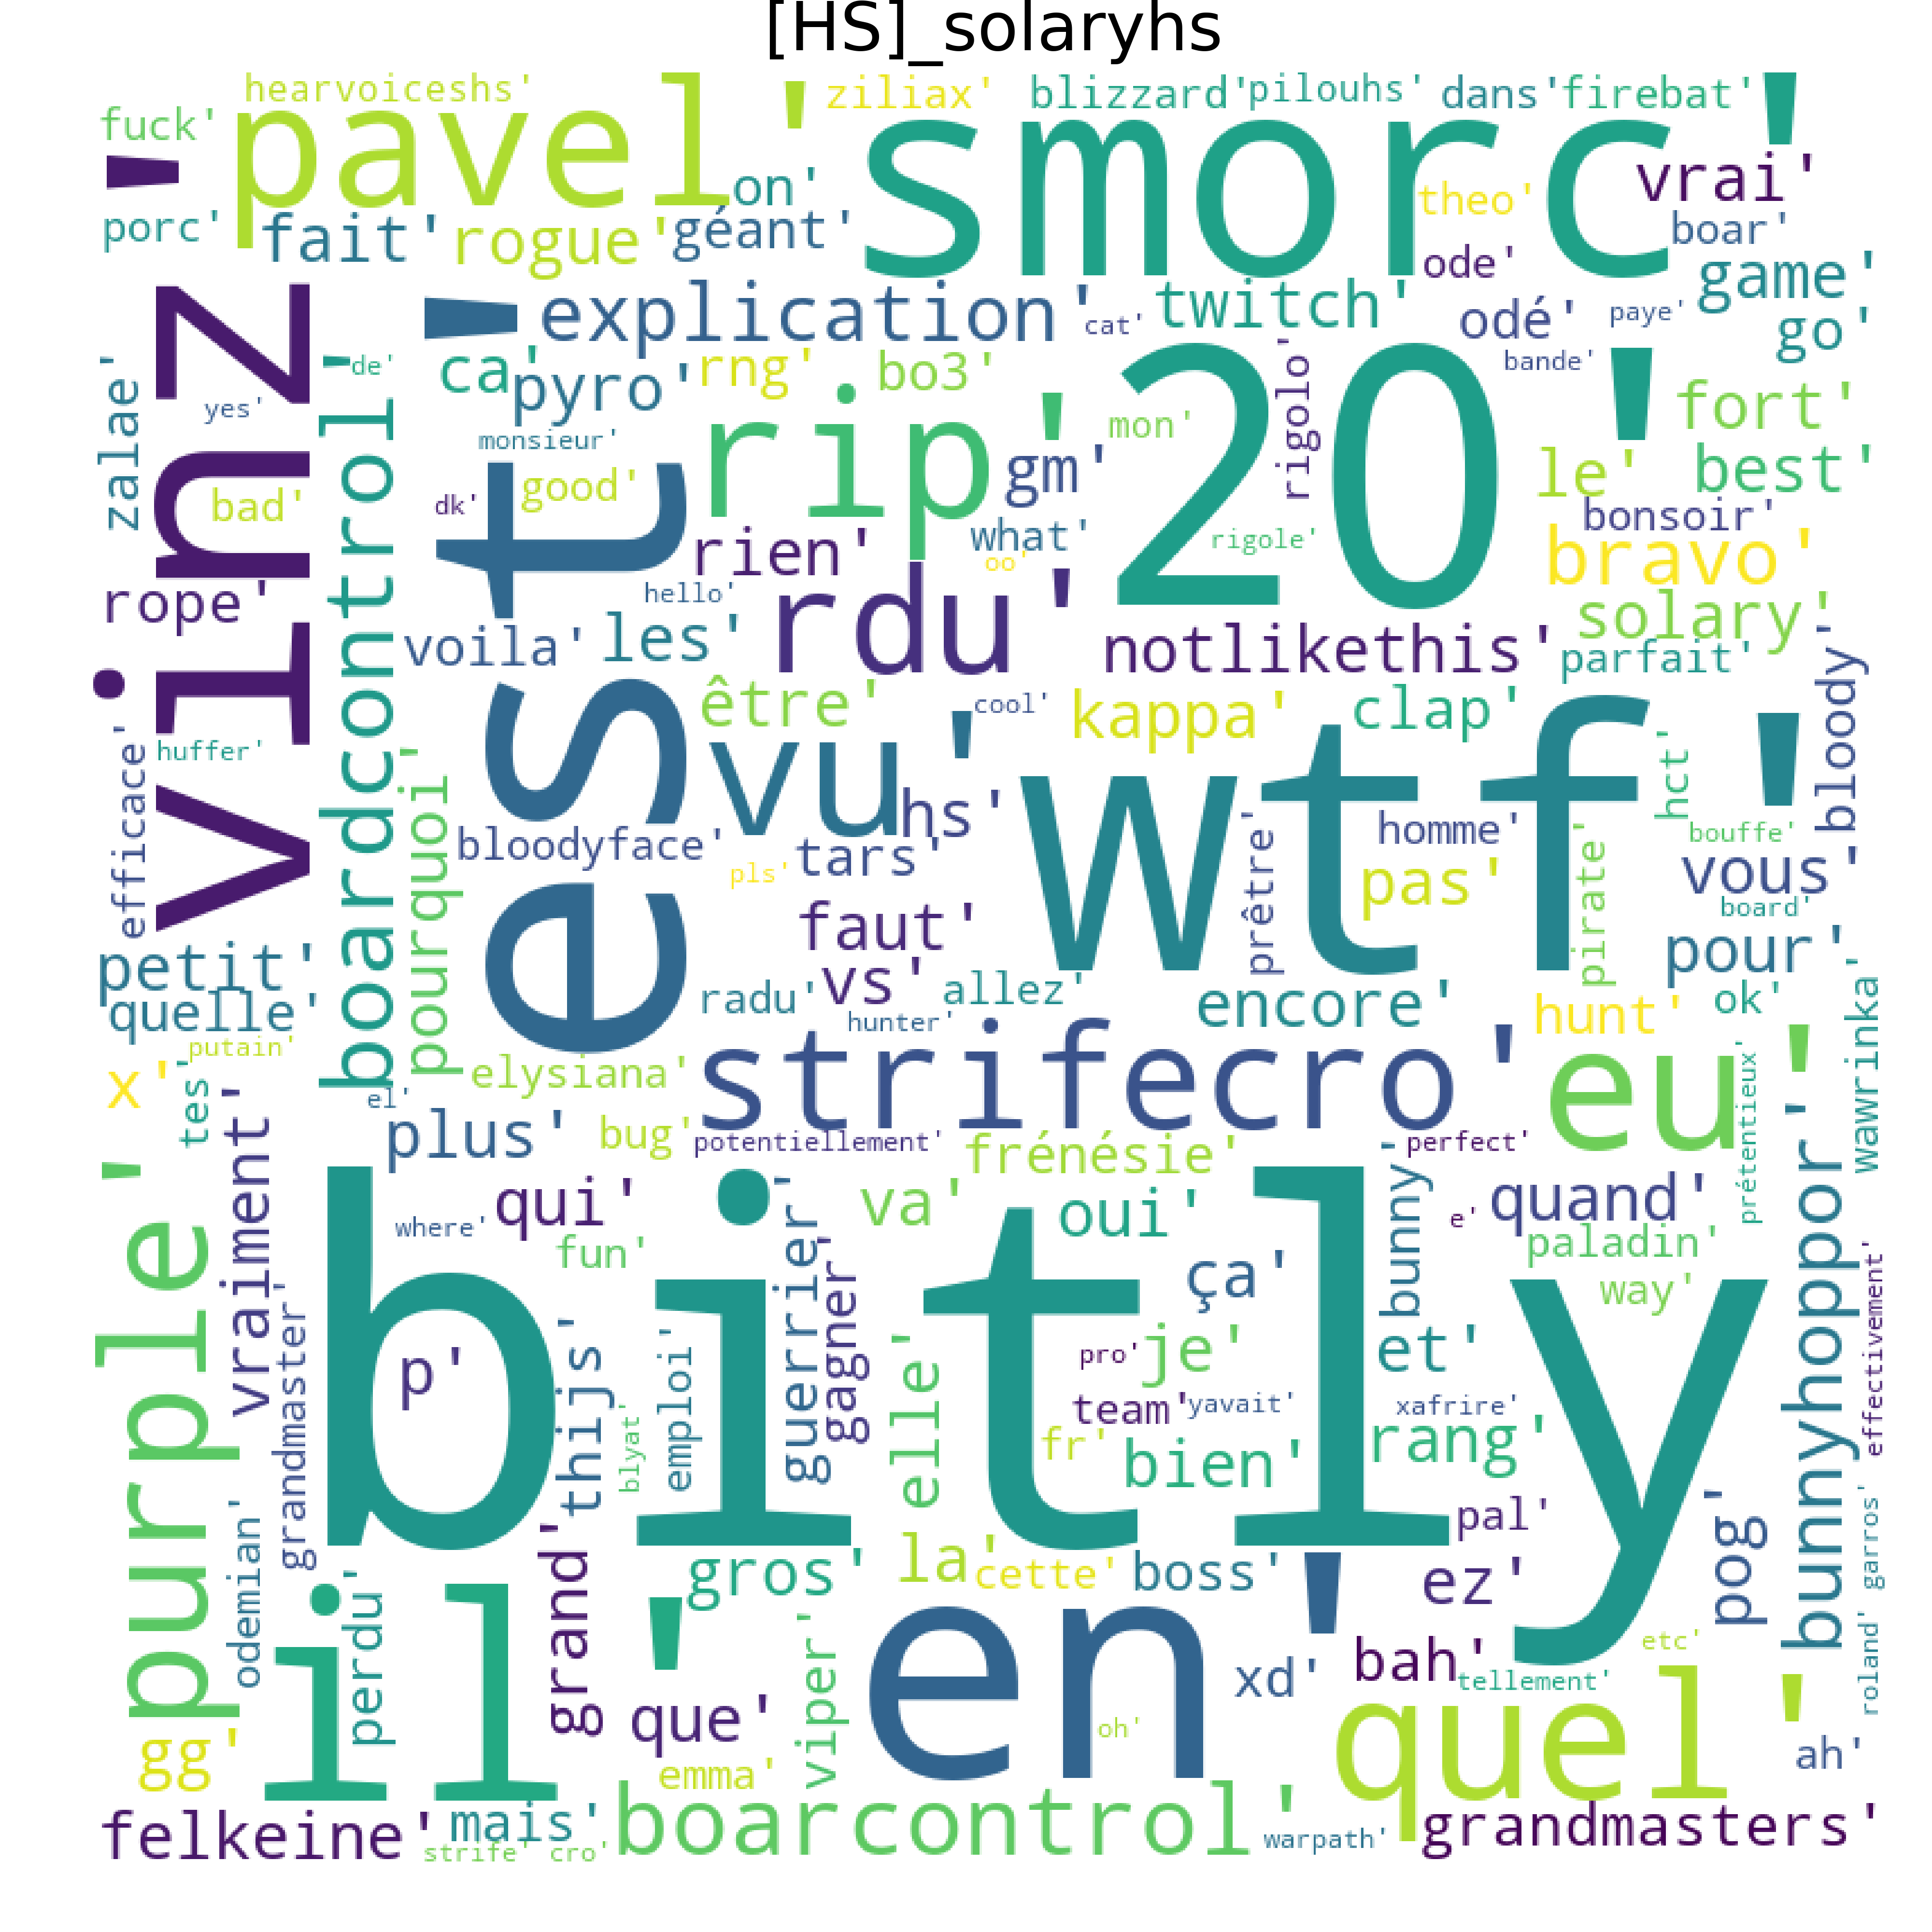 [HS]_solaryhs
hearvoiceshs'
ziliax'
blizzard'
pilouhs'
dans'
firebat'
fuck'
pavel'
smorc'
on'
theo'
vrai'
porc'
fait'
rogue'
géant'
boar'
ode'
game'
vinz'
explication'
cat'
twitch'
odé'
paye'
go'
zalae'
de'
ca'
pyro'
rng'
bo3'
rigolo'
20'
bande'
fort'
yes'
monsieur'
rip'
mon'
bad'
dk'
good'
gm'
le'
best'
boardcontrol'
est'
rien'
what'
oo'
rigole'
bonsoir'
bravo'
rope'
hello'
rdu'
solary'
voila'
les'
notlikethis'
parfait'
bloody'
être'
cool'
kappa'
clap'
huffer'
efficace'
pourquoi'
vu'
hs'
wtf'
hct'
bloodyface'
tars'
pls'
prêtre'
homme'
pas'
pirate'
bouffe'
vous'
board'
faut'
petit'
vs'
pour'
quelle'
radu'
allez'
encore'
hunt'
ok'
wawrinka'
putain'
hunter'
x'
tes'
elysiana'
strifecro'
eu'
prétentieux'
el'
plus'
bug'
potentiellement'
frénésie'
perfect'
vraiment'
purple'
bitly'
where'
qui'
fun'
guerrier'
va'
oui'
bunny'
e'
quand'
paladin'
bunnyhoppor'
ça'
way'
effectivement'
grandmaster'
p'
thijs'
blyat'
emploi'
gagner'
elle'
pro'
je'
et'
team'
yavait'
xafrire'
fr'
bien'
rang'
pal'
pog'
garros'
odemian'
perdu'
grand'
gros'
la'
cette'
boss'
ez'
il'
viper'
en'
xd'
bah'
tellement'
etc'
roland'
que'
oh'
quel'
gg'
emma'
ah'
felkeine'
mais'
strife'
cro'
boarcontrol'
warpath'
grandmasters'